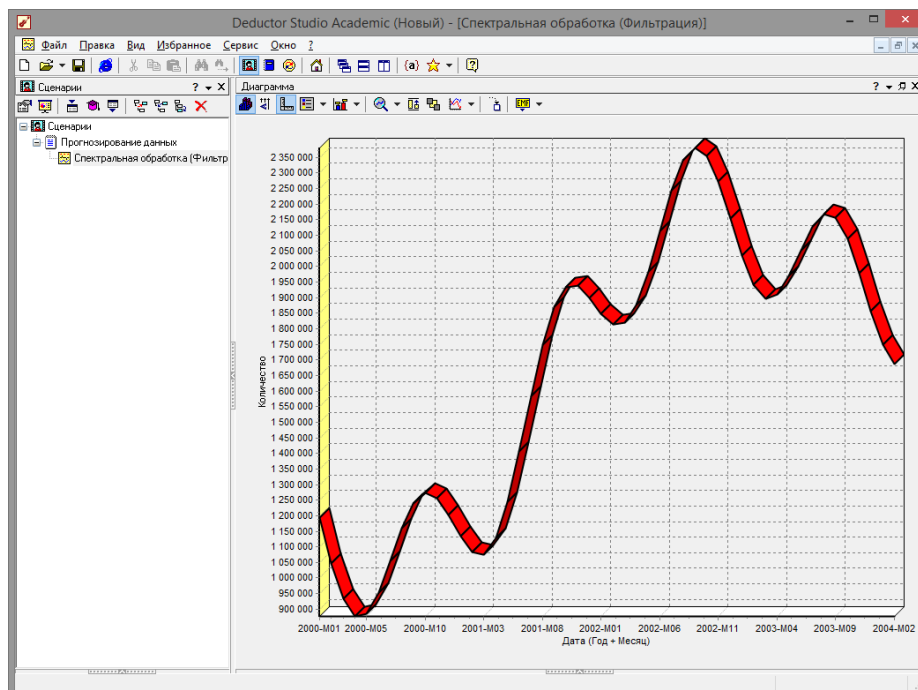 Deductor Studio Academic (Новый) - [Спектральная обработка (Фильтрация)]
Файл Правка Вид Избранное Сервис Окно ?
{a}
Сценарии ?
Диаграмма ?
EMF
Сценарии
Прогнозирование данных
Спектральная обработка (Фильтр
2 350 000
2 300 000
2 250 000
2 200 000
2 150 000
2 100 000
2 050 000
2 000 000
1 950 000
1 900 000
1 850 000
1 800 000
1 750 000
1 700 000
1 650 000
1 600 000
1 550 000
1 500 000
1 450 000
1 400 000
1 350 000
1 300 000
1 250 000
1 200 000
1 150 000
1 100 000
1 050 000
1 000 000
950 000
900 000
Количество
2000-M01 2000-M05 2000-M10 2001-M03 2001-M08 2002-M01 2002-M06 2002-M11 2003-M04 2003-M09 2004-M02
Дата (Год + Месяц)